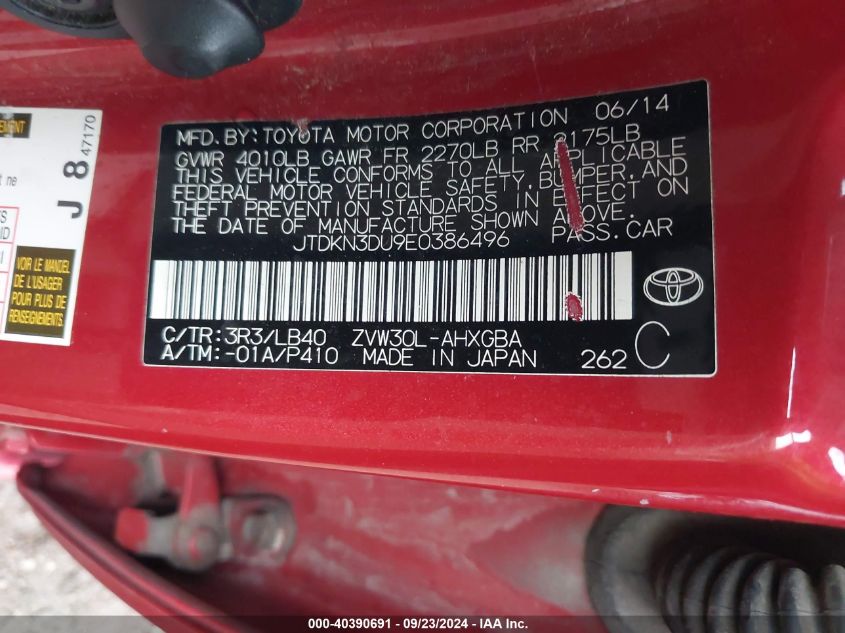 MFD. BY: TOYOTA MOTOR CORPORATION 06/14
GVWR 4010LB GAWR FR 2270LB RR 2175LB
THIS VEHICLE CONFORMS TO ALL APPLICABLE
FEDERAL MOTOR VEHICLE SAFETY, BUMPER, AND
THEFT PREVENTION STANDARDS IN EFFECT ON
THE DATE OF MANUFACTURE SHOWN ABOVE.
JTDKN3DU9E0386496 PASS.CAR
C/TR: 3R3/LB40 ZVW30L-AHXGBA
A/TM: -01A/P410 MADE IN JAPAN 262 C
J 8 47170
VOIR LE MANUEL
DE L'USAGER
POUR PLUS DE
RENSEIGNEMENTS.
000-40390691 - 09/23/2024 - IAA Inc.